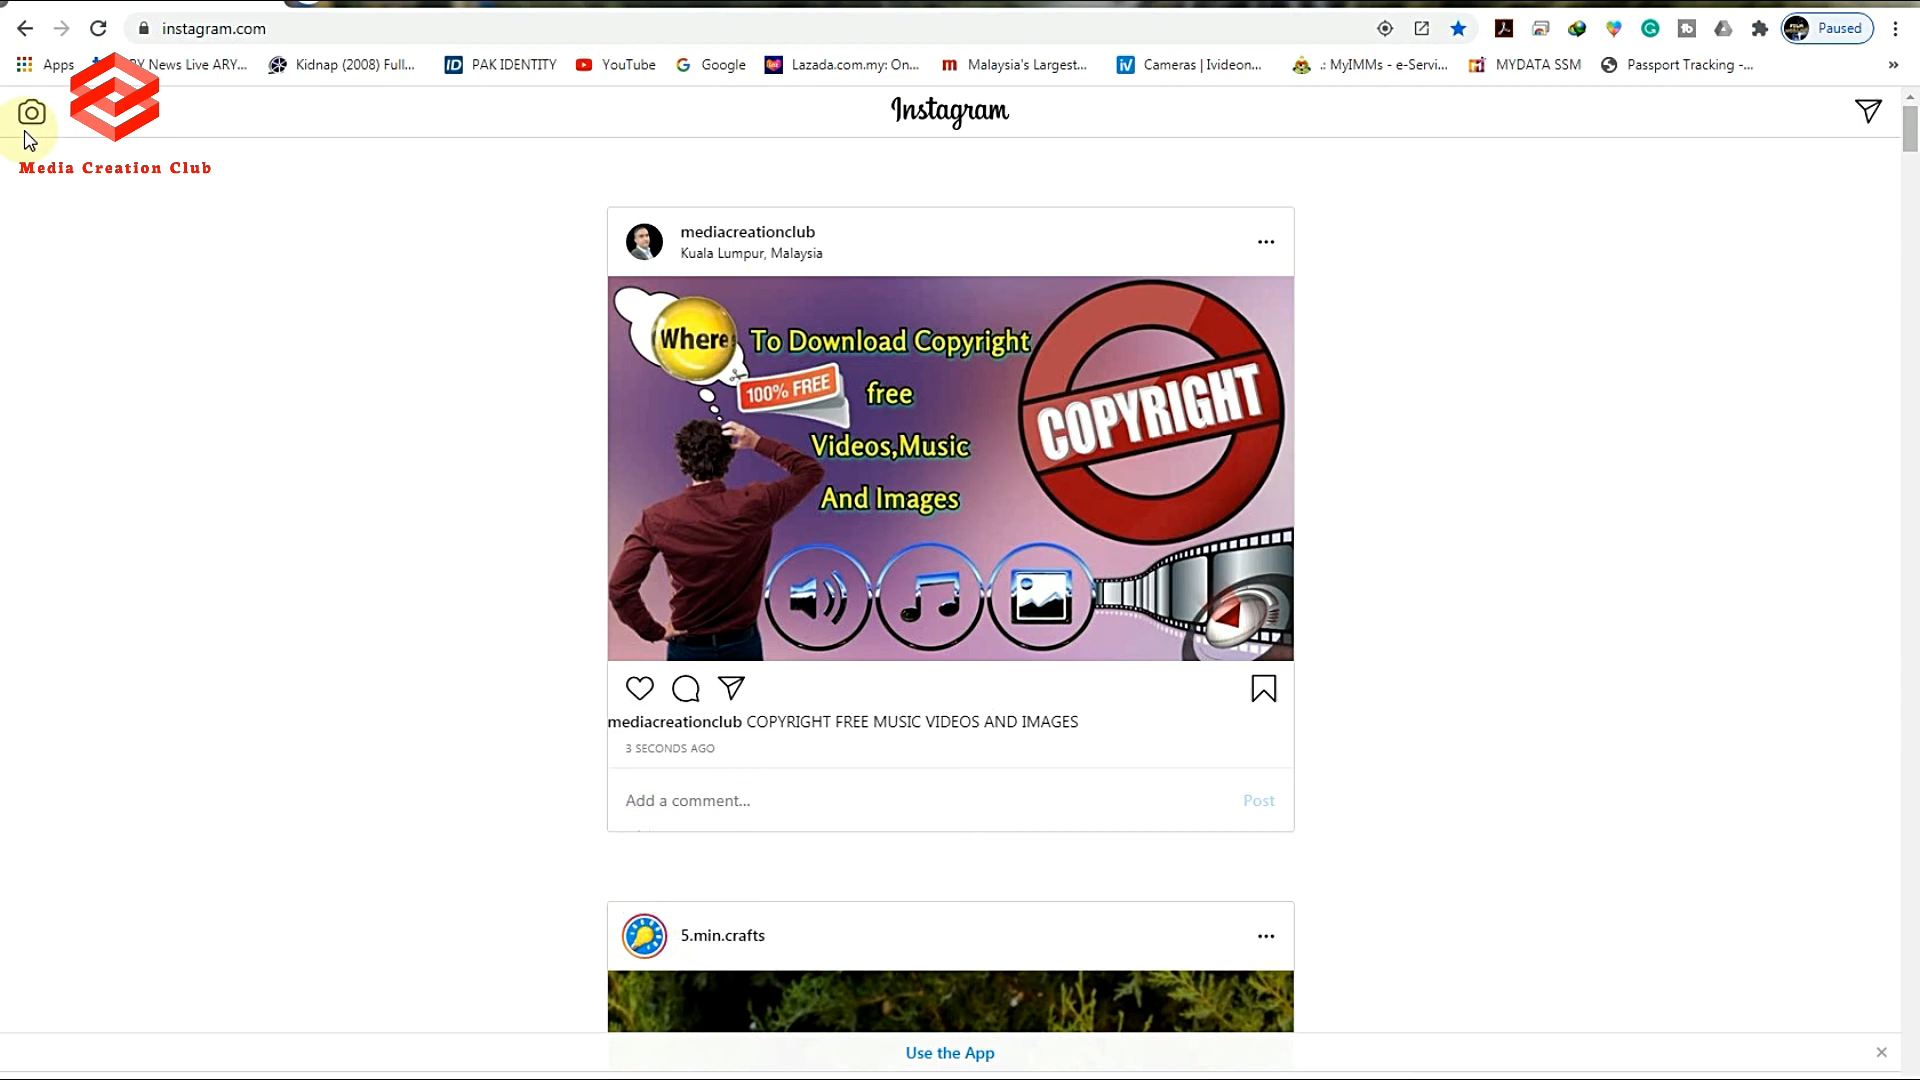 instagram.com
Paused
Apps
RY News Live ARY...
Kidnap (2008) Full...
PAK IDENTITY
YouTube
Google
Lazada.com.my: On...
Malaysia's Largest...
Cameras | Ivideon...
.: MyIMMs - e-Servi...
MYDATA SSM
Passport Tracking -...
»
Instagram
Media Creation Club
mediacreationclub
Kuala Lumpur, Malaysia
Where
To Download Copyright
100% FREE
free
COPYRIGHT
Videos,Music
And Images
mediacreationclub COPYRIGHT FREE MUSIC VIDEOS AND IMAGES
3 SECONDS AGO
Add a comment...
Post
5.min.crafts
Use the App